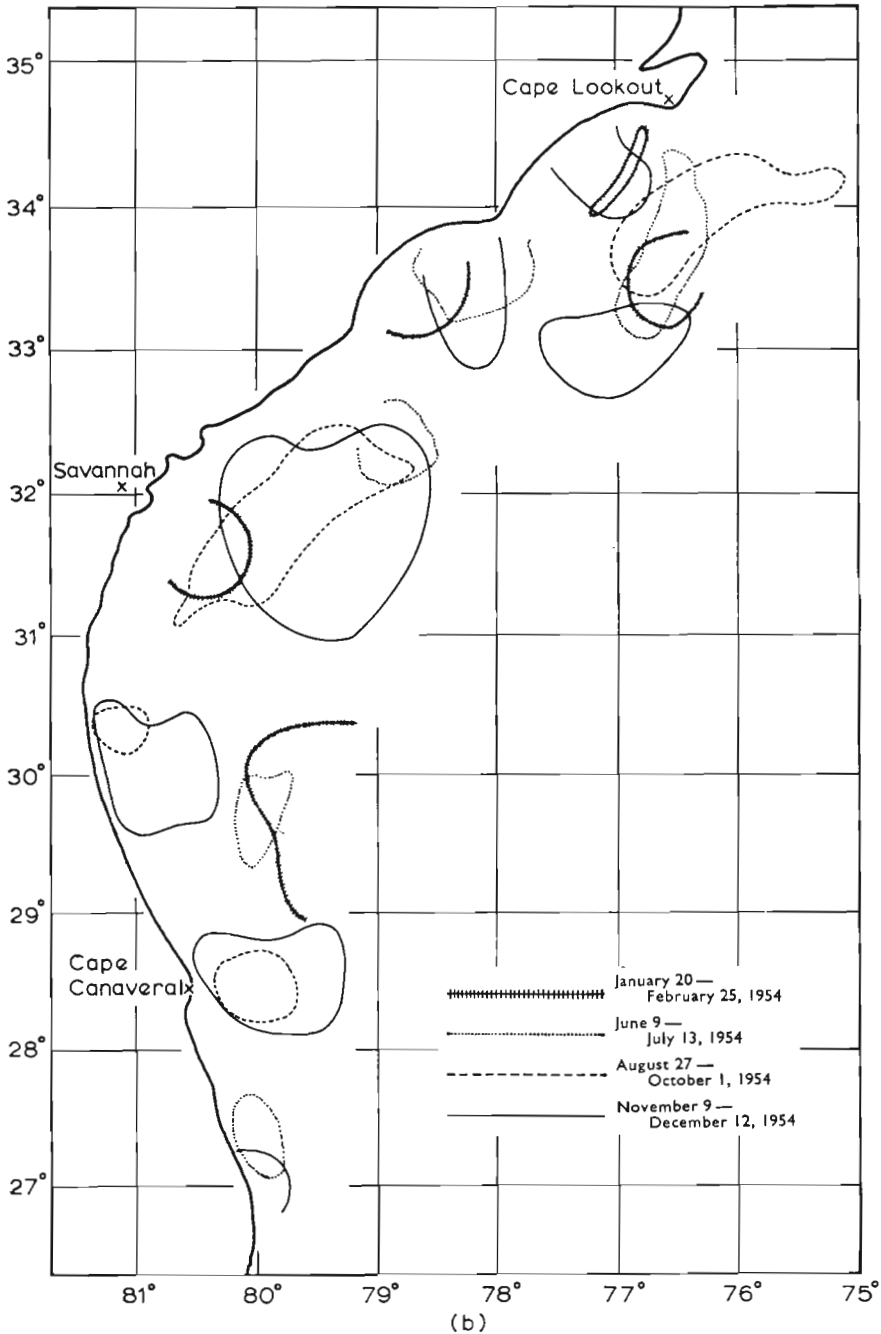 35°
Cape Lookout
x
34°
33°
Savannah
x
32°
31°
30°
29°
Cape
Canaveral x
28°
27°
January 20 —
February 25, 1954
June 9 —
July 13, 1954
August 27 —
October 1, 1954
November 9 —
December 12, 1954
81° 80° 79° 78° 77° 76° 75°
(b)